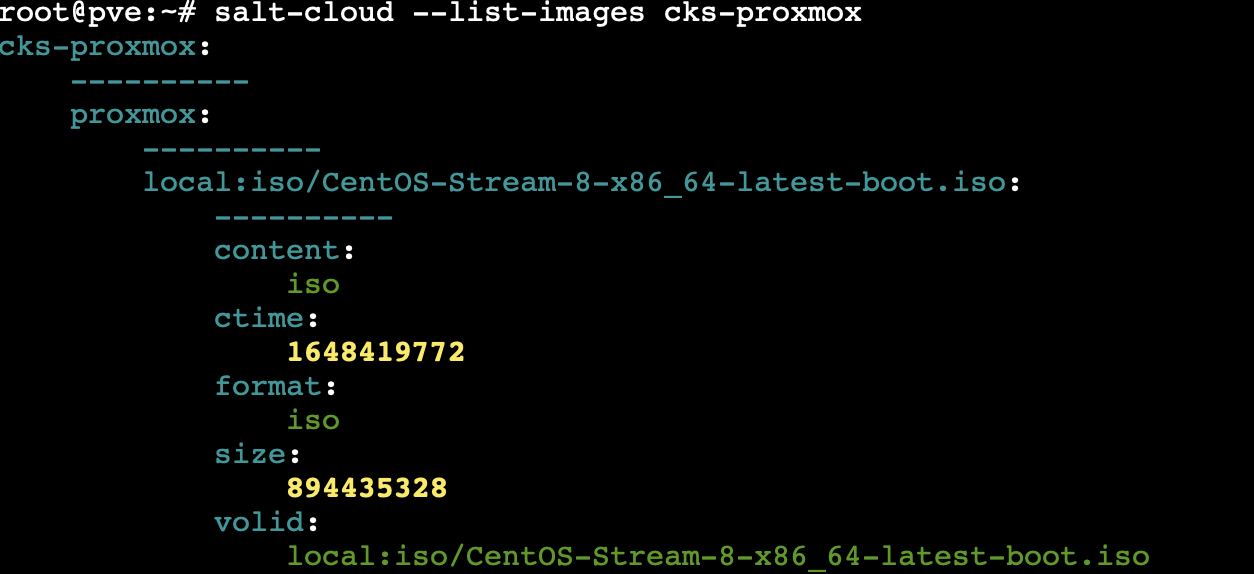 root@pve:~# salt-cloud --list-images cks-proxmox
cks-proxmox:
----------
proxmox:
----------
local:iso/CentOS-Stream-8-x86_64-latest-boot.iso:
----------
content:
iso
ctime:
1648419772
format:
iso
size:
894435328
volid:
local:iso/CentOS-Stream-8-x86_64-latest-boot.iso